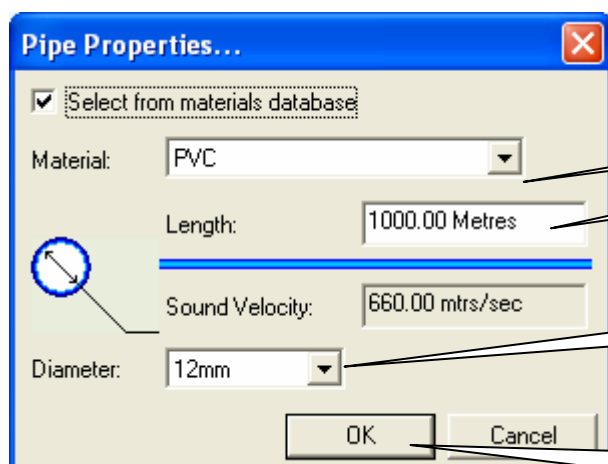 Pipe Properties...
Select from materials database
Material: PVC
Length: 1000.00 Metres
Sound Velocity: 660.00 mtrs/sec
Diameter: 12mm
OK Cancel